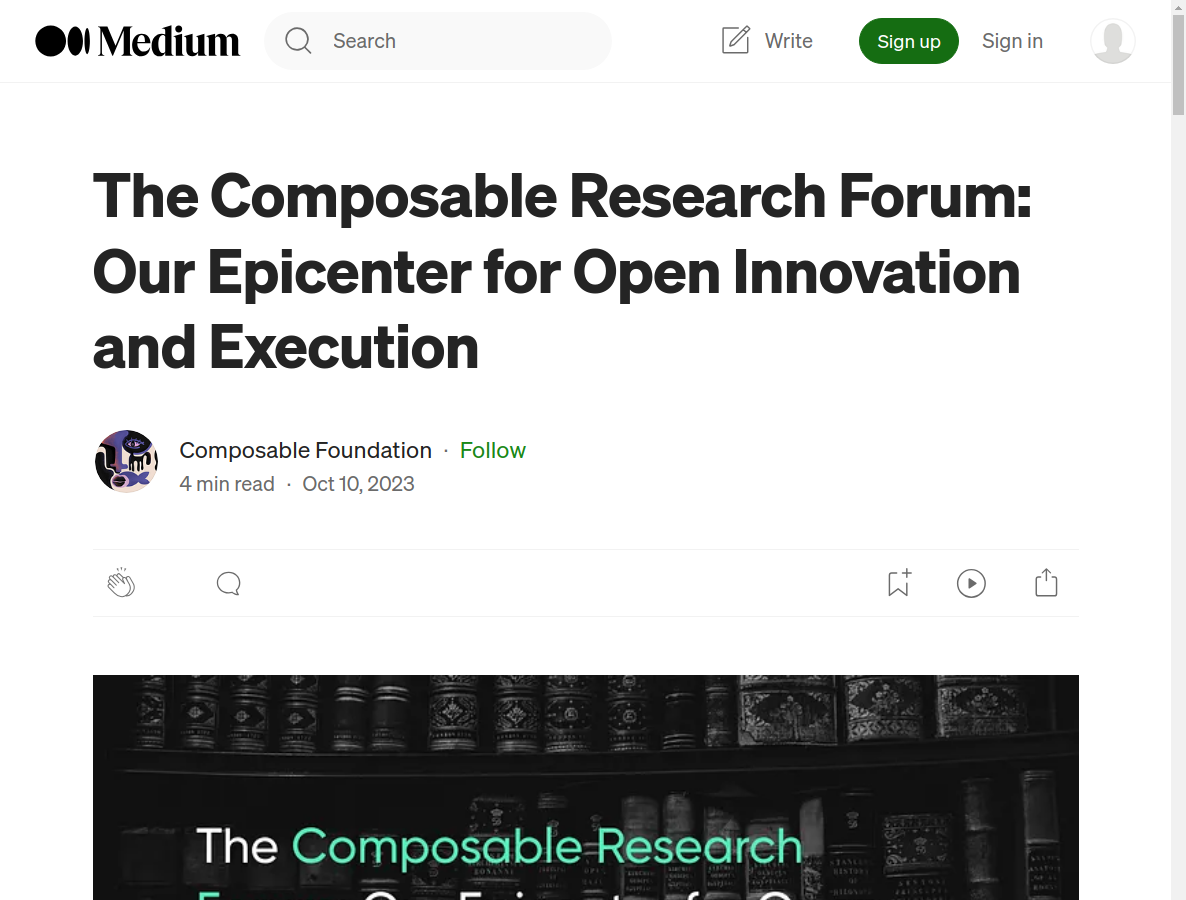 Medium
Search
Write
Sign up
Sign in
The Composable Research Forum:
Our Epicenter for Open Innovation
and Execution
Composable Foundation · Follow
4 min read · Oct 10, 2023
The Composable Research